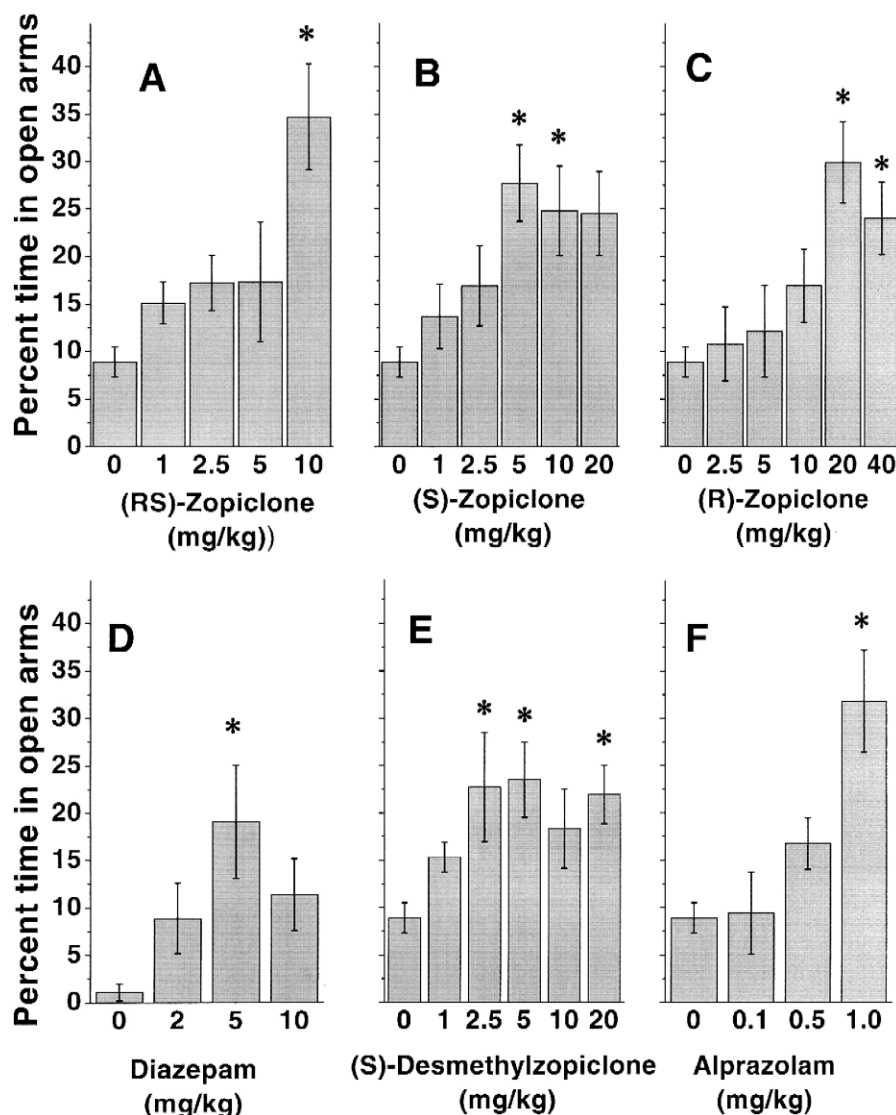 Percent time in open arms
40
35
30
25
20
15
10
5
0
A
*
0 1 2.5 5 10
(RS)-Zopiclone
(mg/kg))
B
* *
0 1 2.5 5 10 20
(S)-Zopiclone
(mg/kg)
C
* *
0 2.5 5 10 20 40
(R)-Zopiclone
(mg/kg)
Percent time in open arms
40
35
30
25
20
15
10
5
0
D
*
0 2 5 10
Diazepam
(mg/kg)
E
* * *
0 1 2.5 5 10 20
(S)-Desmethylzopiclone
(mg/kg)
F
*
0 0.1 0.5 1.0
Alprazolam
(mg/kg)